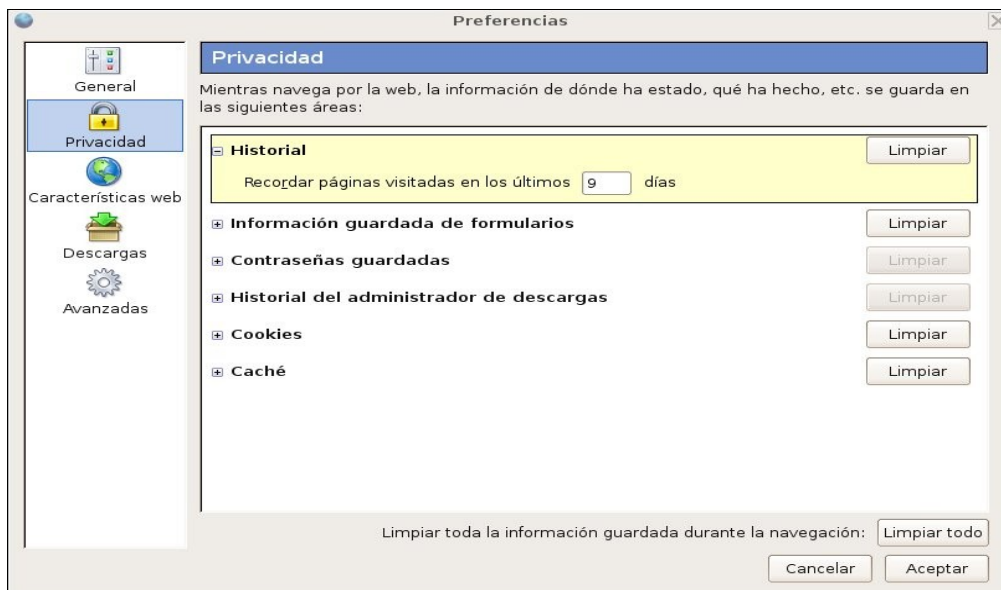 Preferencias
General
Privacidad
Características web
Descargas
Avanzadas
Privacidad
Mientras navega por la web, la información de dónde ha estado, qué ha hecho, etc. se guarda en
las siguientes áreas:
Historial Limpiar
Recordar páginas visitadas en los últimos 9 días
Información guardada de formularios Limpiar
Contraseñas guardadas Limpiar
Historial del administrador de descargas Limpiar
Cookies Limpiar
Caché Limpiar
Limpiar toda la información guardada durante la navegación: Limpiar todo
Cancelar Aceptar